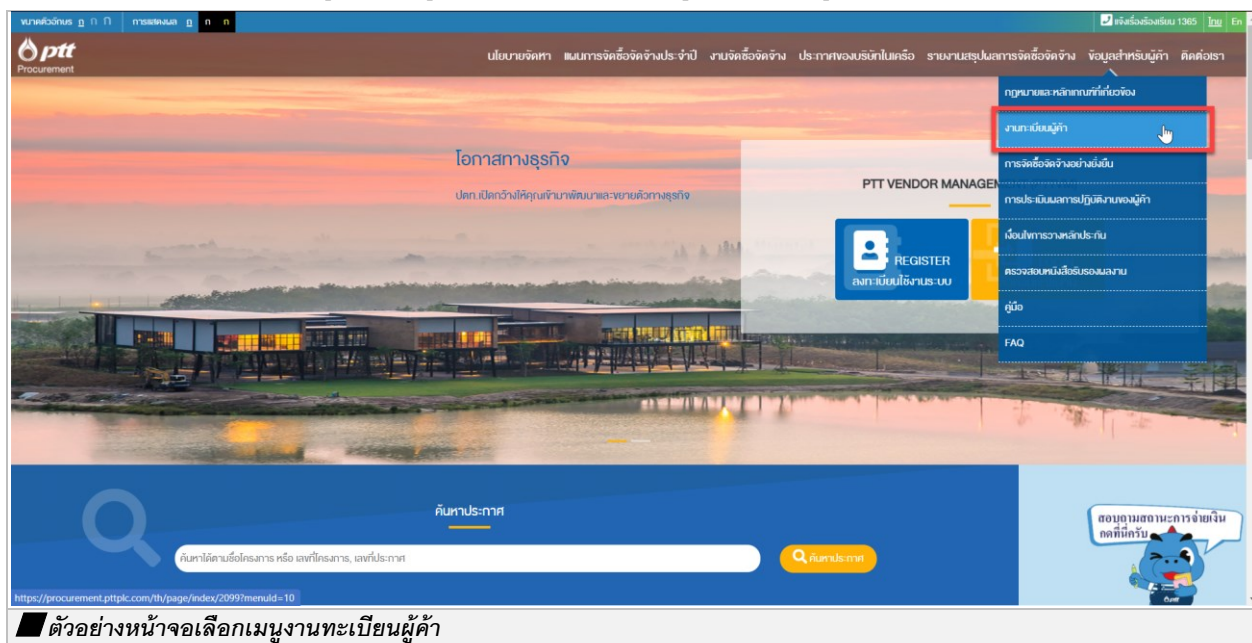 ขนาดตัวอักษร ก ก ก การแสดงผล ก ก ก แจ้งเรื่องร้องเรียน 1365 ไทย En
ptt
Procurement
นโยบายจัดหา แผนการจัดซื้อจัดจ้างประจำปี งานจัดซื้อจัดจ้าง ประกาศของบริษัทในเครือ รายงานสรุปผลการจัดซื้อจัดจ้าง ข้อมูลสำหรับผู้ค้า ติดต่อเรา
กฎหมายและหลักเกณฑ์ที่เกี่ยวข้อง
งานทะเบียนผู้ค้า
การจัดซื้อจัดจ้างอย่างยั่งยืน
การประเมินผลการปฏิบัติงานของผู้ค้า
เงื่อนไขการวางหลักประกัน
ตรวจสอบหนังสือรับรองผลงาน
คู่มือ
FAQ
โอกาสทางธุรกิจ
ปตท.เปิดกว้างให้คุณเข้ามาพัฒนาและขยายตัวทางธุรกิจ
PTT VENDOR MANAGEM
REGISTER
ลงทะเบียนใช้งานระบบ
ค้นหาประกาศ
ค้นหาได้ตามชื่อโครงการ หรือ เลขที่โครงการ, เลขที่ประกาศ
ค้นหาประกาศ
สอบถามสถานะการจ่ายเงิน
กดที่นี่ครับ
ptt
https://procurement.pttplc.com/th/page/index/2099?menuId=10
ตัวอย่างหน้าจอเลือกเมนูงานทะเบียนผู้ค้า